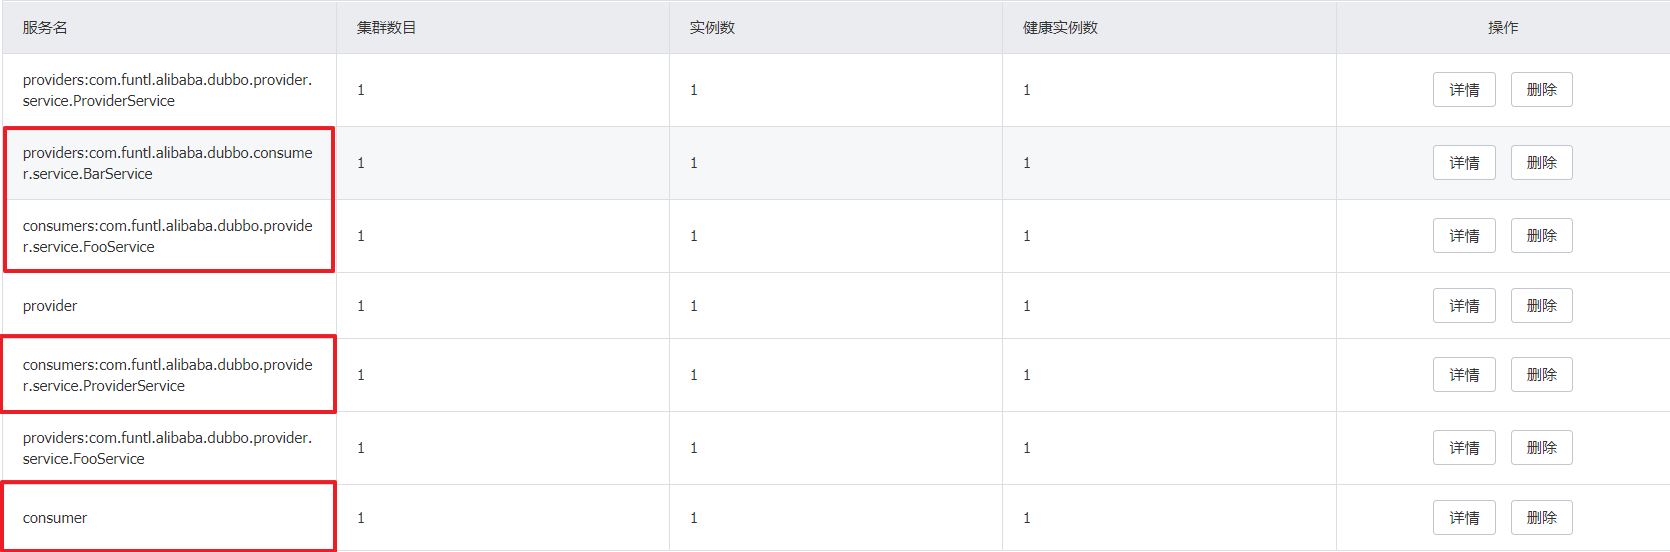 服务名 集群数目 实例数 健康实例数 操作
providers:com.funtl.alibaba.dubbo.provider.
service.ProviderService
1 1 1 详情 删除
providers:com.funtl.alibaba.dubbo.consume
r.service.BarService
1 1 1 详情 删除
consumers:com.funtl.alibaba.dubbo.provide
r.service.FooService
1 1 1 详情 删除
provider 1 1 1 详情 删除
consumers:com.funtl.alibaba.dubbo.provide
r.service.ProviderService
1 1 1 详情 删除
providers:com.funtl.alibaba.dubbo.provider.
service.FooService
1 1 1 详情 删除
consumer 1 1 1 详情 删除